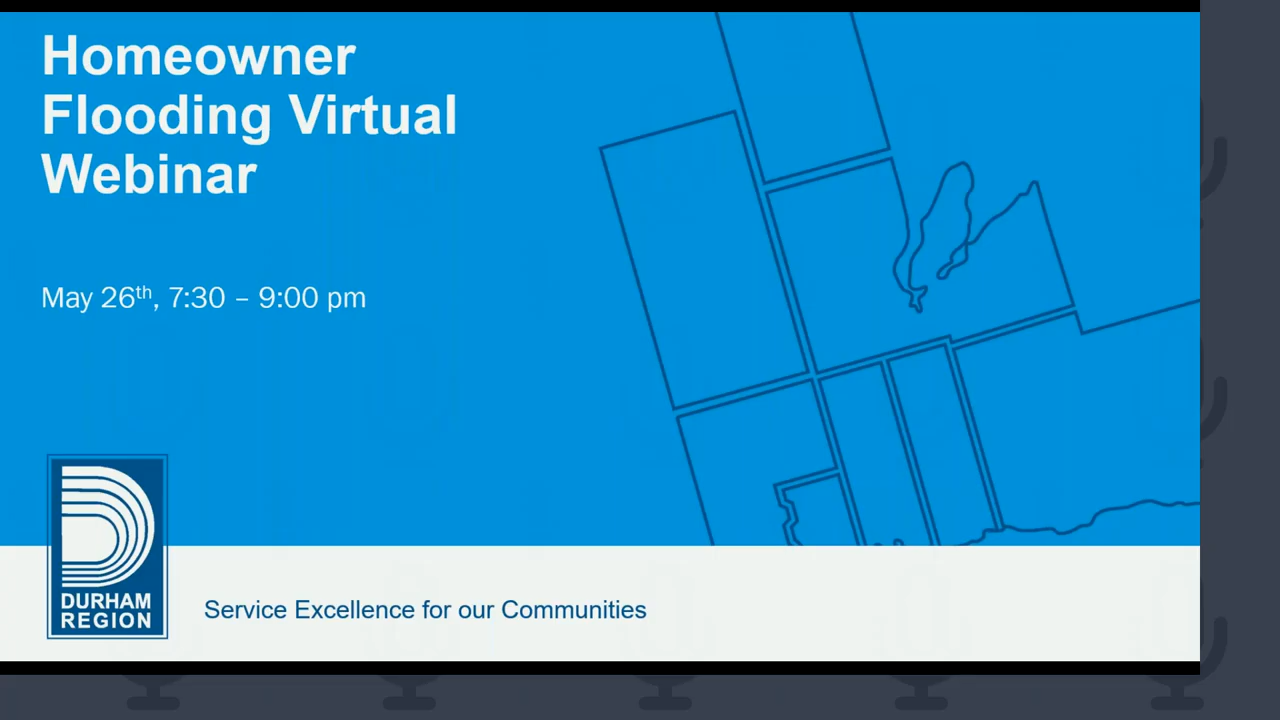 Homeowner
Flooding Virtual
Webinar
May 26th, 7:30 – 9:00 pm
DURHAM
REGION
Service Excellence for our Communities